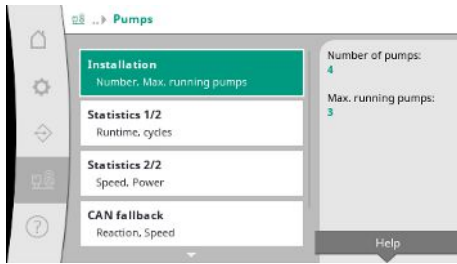 ..▸ Pumps
Installation
Number, Max. running pumps
Statistics 1/2
Runtime, cycles
Statistics 2/2
Speed, Power
CAN fallback
Reaction, Speed
Number of pumps:
4
Max. running pumps:
3
Help
?